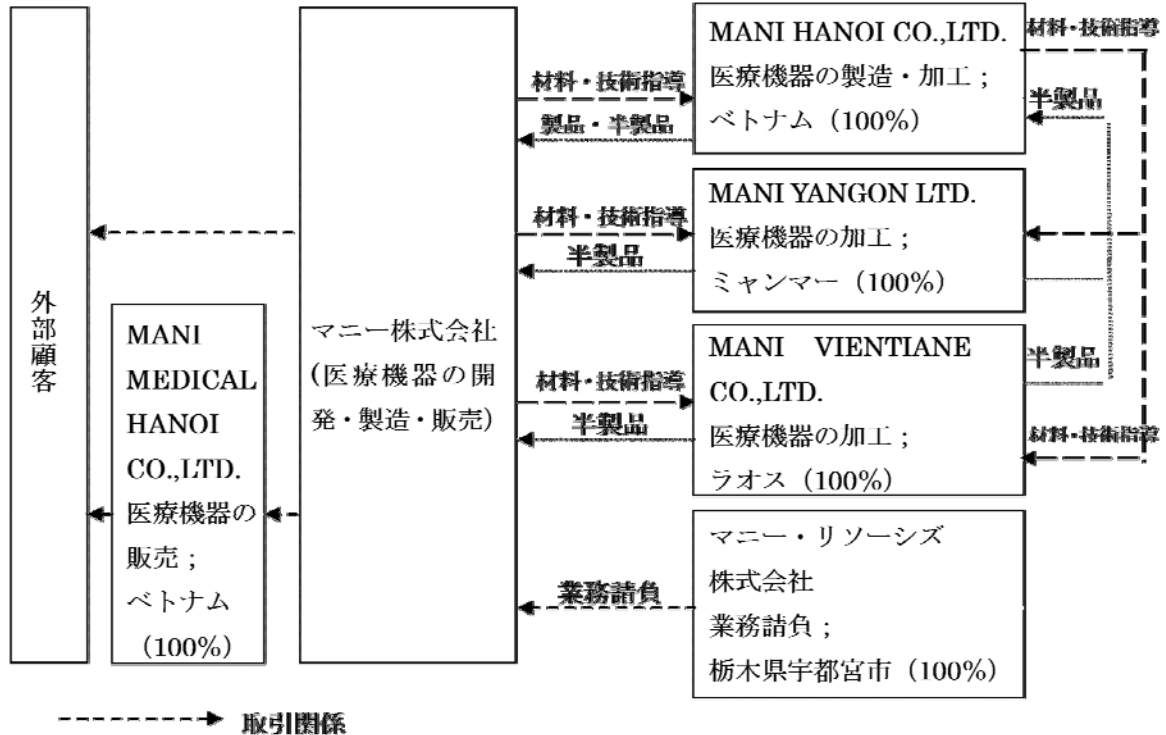 外部顧客
MANI
MEDICAL
HANOI
CO.,LTD.
医療機器の
販売；
ベトナム
（100%）
マニー株式会社
(医療機器の開
発・製造・販売)
材料・技術指導
製品・半製品
材料・技術指導
半製品
材料・技術指導
半製品
業務請負
MANI HANOI CO.,LTD.
医療機器の製造・加工；
ベトナム（100%）
MANI YANGON LTD.
医療機器の加工；
ミャンマー（100%）
MANI VIENTIANE
CO.,LTD.
医療機器の加工；
ラオス（100%）
マニー・リソーシズ
株式会社
業務請負；
栃木県宇都宮市（100%）
材料・技術指導
半製品
半製品
材料・技術指導
取引関係